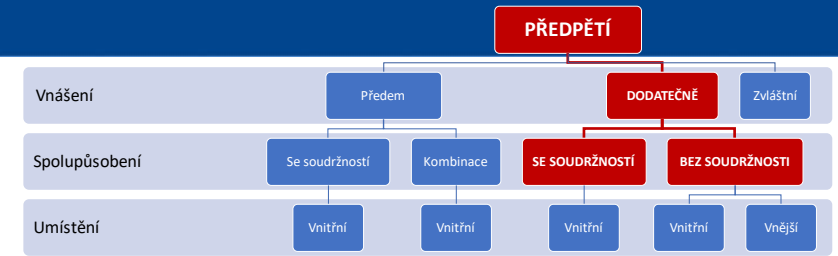 PŘEDPĚTÍ
Vnášení
Předem
DODATEČNĚ
Zvláštní
Spolupůsobení
Se soudržností
Kombinace
SE SOUDRŽNOSTÍ
BEZ SOUDRŽNOSTI
Umístění
Vnitřní
Vnitřní
Vnitřní
Vnitřní
Vnější